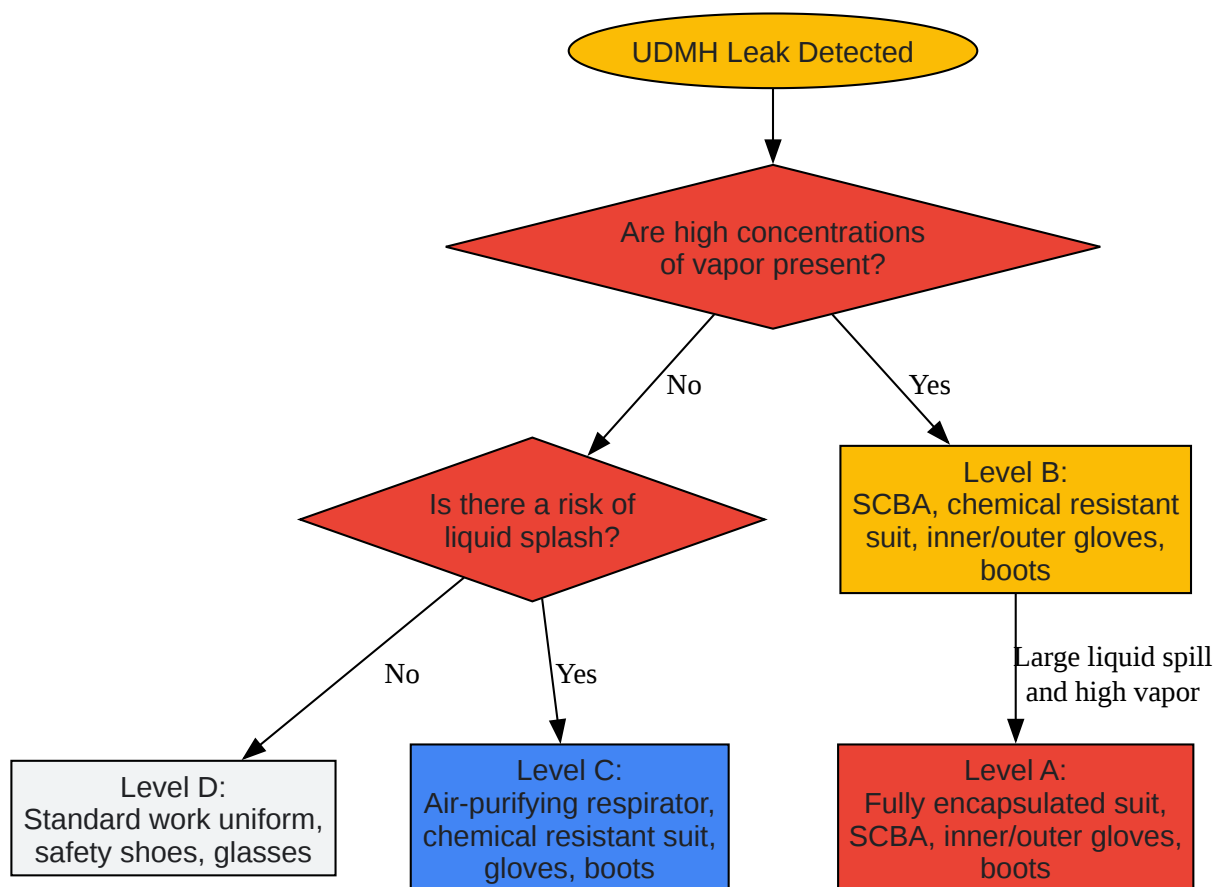 UDMH Leak Detected
Are high concentrations
of vapor present?
No
Yes
Is there a risk of
liquid splash?
Level B:
SCBA, chemical resistant
suit, inner/outer gloves,
boots
No
Yes
Large liquid spill
and high vapor
Level D:
Standard work uniform,
safety shoes, glasses
Level C:
Air-purifying respirator,
chemical resistant suit,
gloves, boots
Level A:
Fully encapsulated suit,
SCBA, inner/outer gloves,
boots